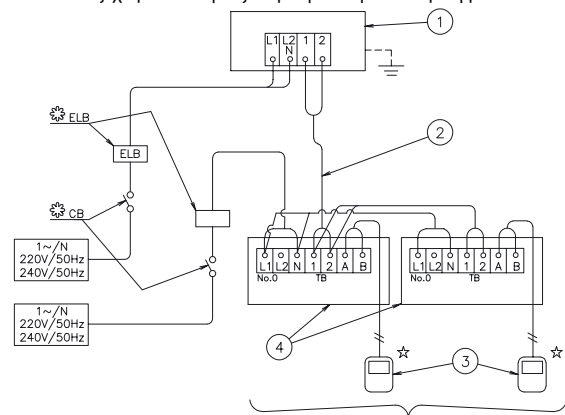 1
L1 L2 1 2
N
2
ELB
ELB
CB
1~/N
220V/50Hz
240V/50Hz
1~/N
220V/50Hz
240V/50Hz
L1 L2 N 1 2 A B
No.0 TB
L1 L2 N 1 2 A B
No.0 TB
4
3